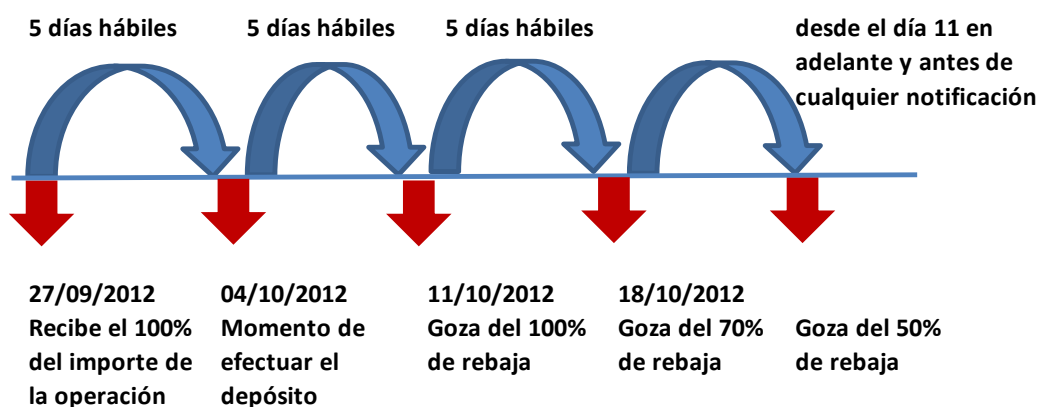 5 días hábiles
5 días hábiles
5 días hábiles
desde el día 11 en
adelante y antes de
cualquier notificación
27/09/2012
Recibe el 100%
del importe de
la operación
04/10/2012
Momento de
efectuar el
depósito
11/10/2012
Goza del 100%
de rebaja
18/10/2012
Goza del 70%
de rebaja
Goza del 50%
de rebaja